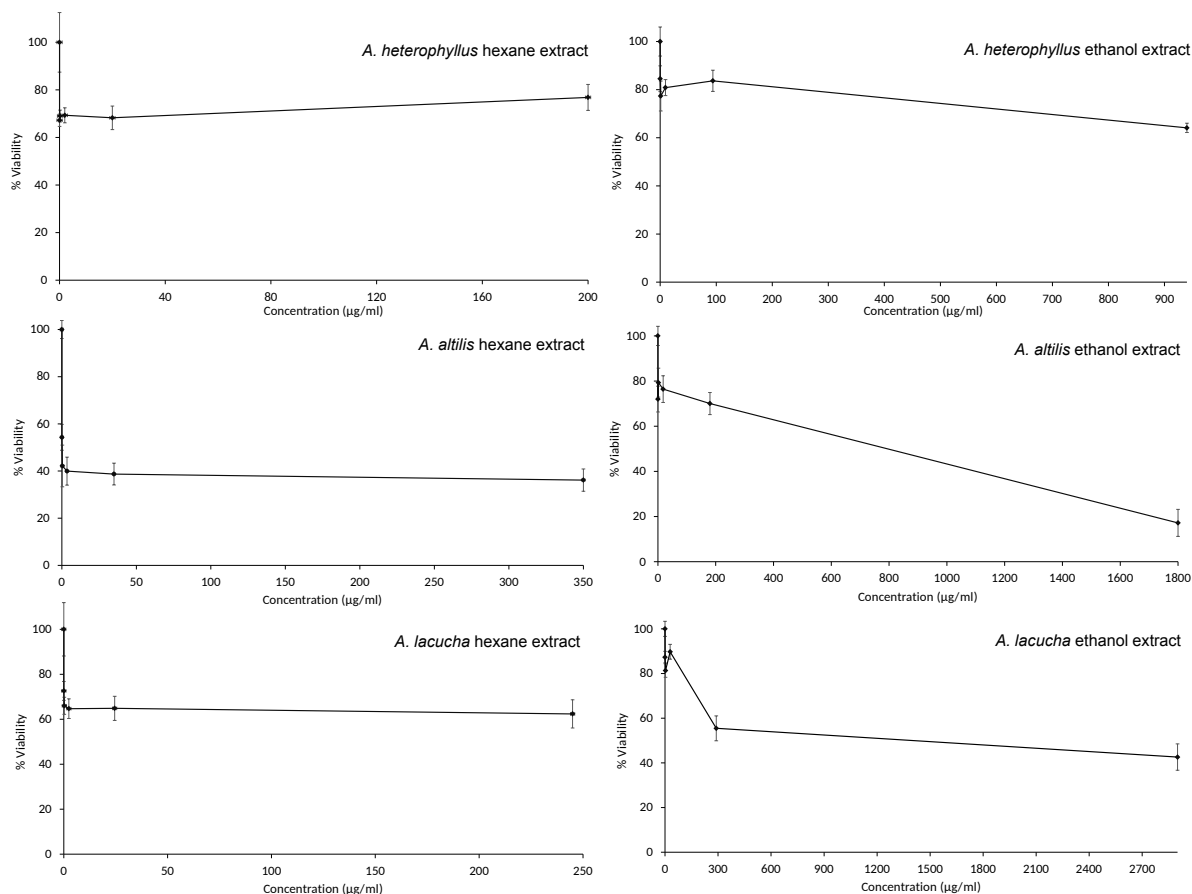 A. heterophyllus hexane extract
% Viability
100
80
60
40
20
0
0 40 80 120 160 200
Concentration (µg/ml)
A. heterophyllus ethanol extract
% Viability
100
80
60
40
20
0
0 100 200 300 400 500 600 700 800 900
Concentration (µg/ml)
A. altilis hexane extract
% Viability
100
80
60
40
20
0
0 50 100 150 200 250 300 350
Concentration (µg/ml)
A. altilis ethanol extract
% Viability
100
80
60
40
20
0
0 200 400 600 800 1000 1200 1400 1600 1800
Concentration (µg/ml)
A. lacucha hexane extract
% Viability
100
80
60
40
20
0
0 50 100 150 200 250
Concentration (µg/ml)
A. lacucha ethanol extract
% Viability
100
80
60
40
20
0
0 300 600 900 1200 1500 1800 2100 2400 2700
Concentration (µg/ml)